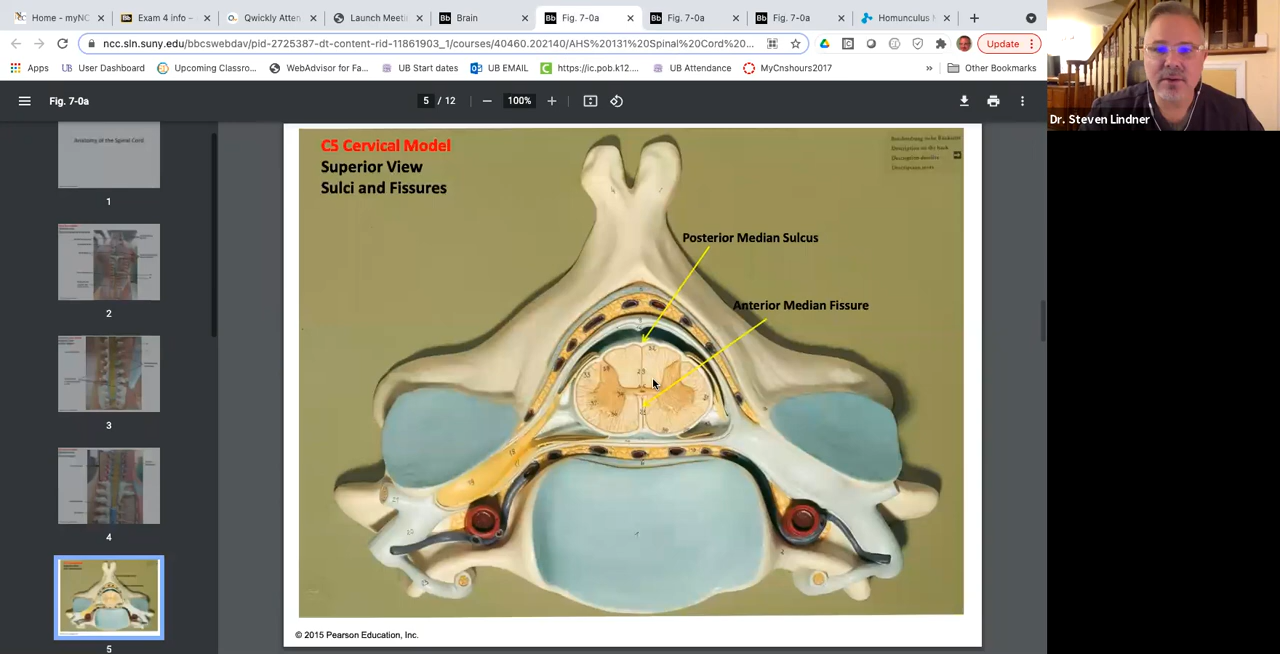 Home - myNC
Exam 4 info -
Qwickly Atten
Launch Meeti
Bb Brain
Bb Fig. 7-0a
Bb Fig. 7-0a
Bb Fig. 7-0a
Homunculus
ncc.sln.suny.edu/bbcswebdav/pid-2725387-dt-content-rid-11861903_1/courses/40460.202140/AHS%20131%20Spinal%20Cord%20...
Update
Apps
UB User Dashboard
Upcoming Classro...
WebAdvisor for Fa...
UB Start dates
UB EMAIL
https://ic.pob.k12....
UB Attendance
MyCnshours2017
»
Other Bookmarks
Fig. 7-0a
5 / 12
100%
Dr. Steven Lindner
Anatomy of the Spinal Cord
1
2
3
4
5
C5 Cervical Model
Superior View
Sulci and Fissures
Posterior Median Sulcus
Anterior Median Fissure
© 2015 Pearson Education, Inc.